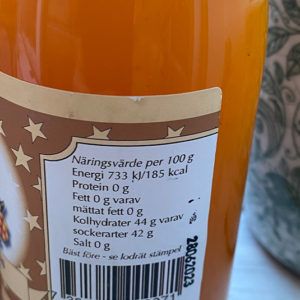 Näringsvärde per 100 g
Energi 733 kJ/185 kcal
Protein 0 g
Fett 0 g varav
mättat fett 0 g
Kolhydrater 44 g varav
sockerarter 42 g
Salt 0 g
Bäst före - se lodrät stämpel